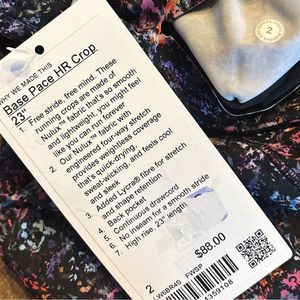 WHY WE MADE THIS
Base Pace HR Crop
23"
1. Free stride, free mind. These
running crops are made of
Nulux™ fabric that's so smooth
and lightweight, you might feel
like you can run forever
2. Our Nulux™ fabric with
engineered four-way stretch
provides weightless coverage
that's quick-drying,
sweat-wicking, and feels cool
and sleek
3. Added Lycra® fibre for stretch
and shape retention
4. Back pocket
5. Continuous drawcord
6. No inseam for a smooth stride
7. High rise, 23" length
2
$88.00
2